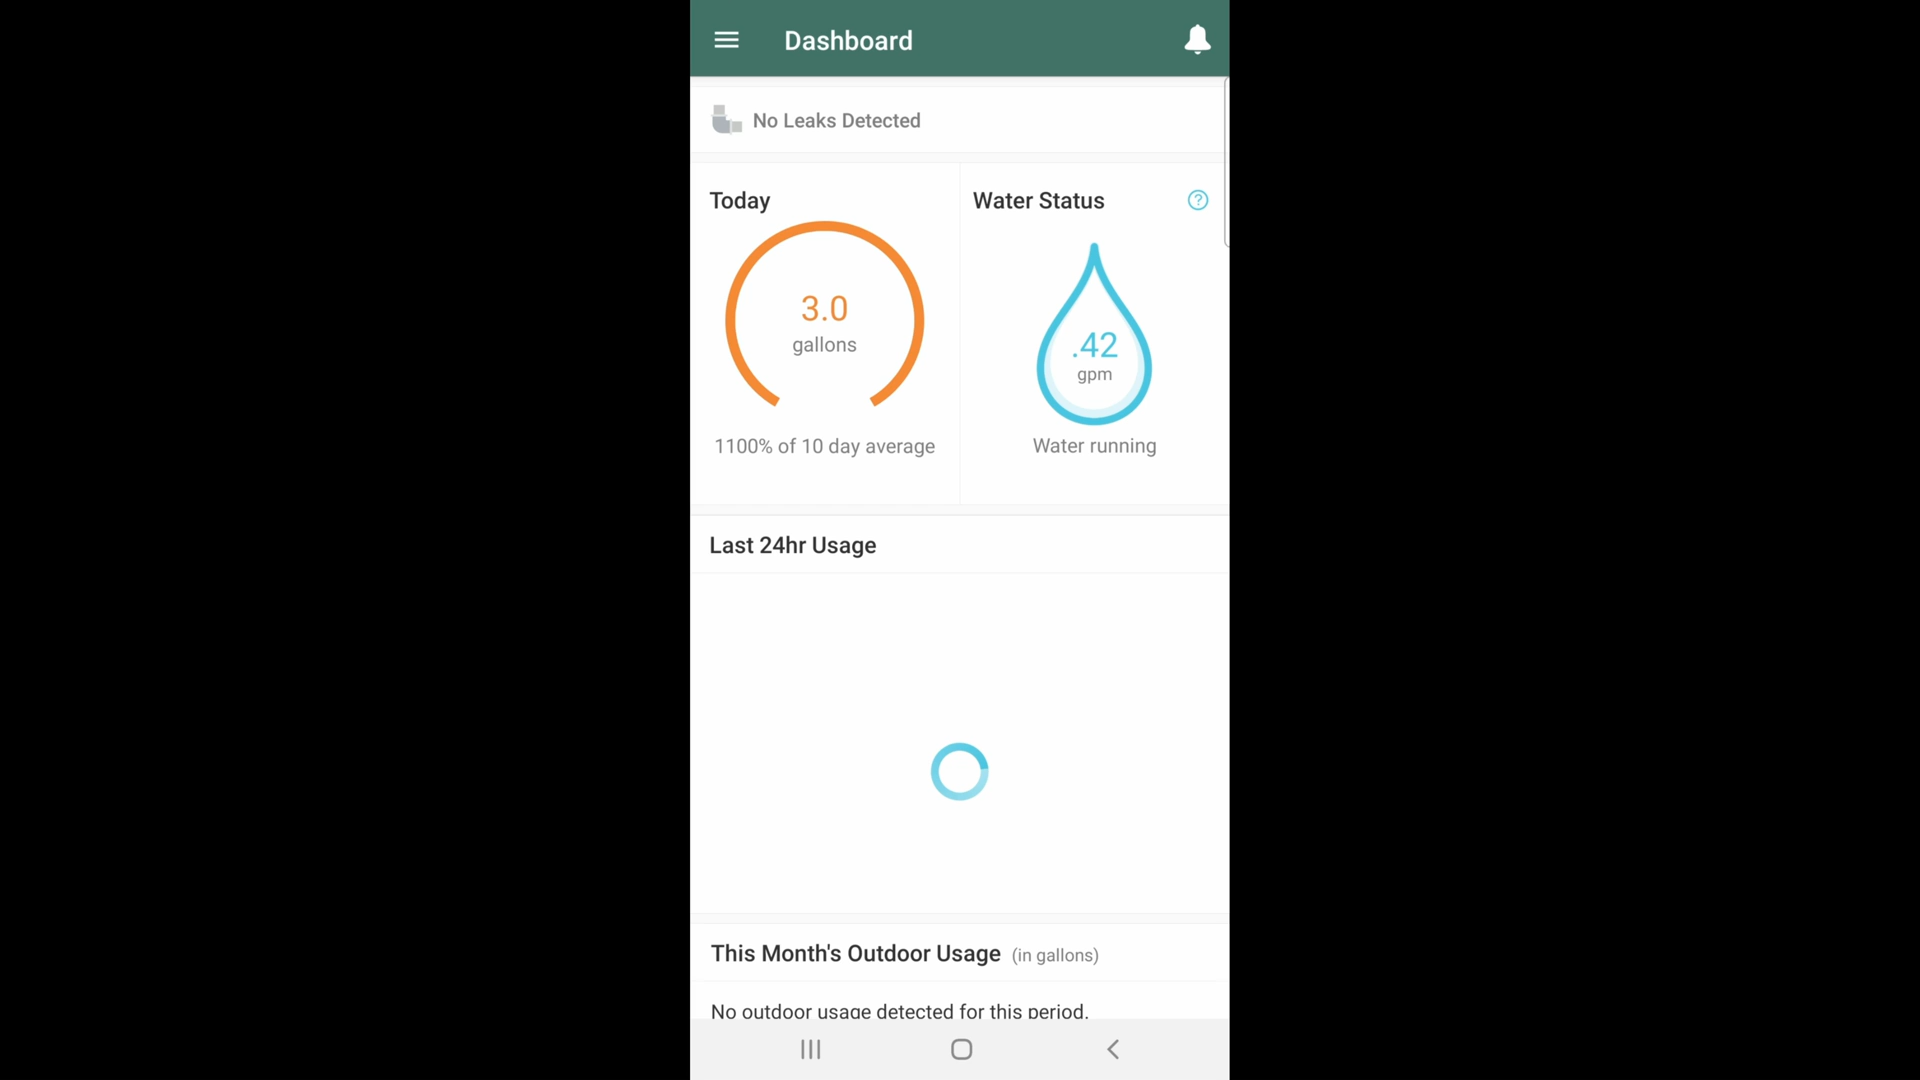 Dashboard
No Leaks Detected
Today
Water Status
?
3.0
gallons
.42
gpm
1100% of 10 day average
Water running
Last 24hr Usage
This Month's Outdoor Usage (in gallons)
No outdoor usage detected for this period.